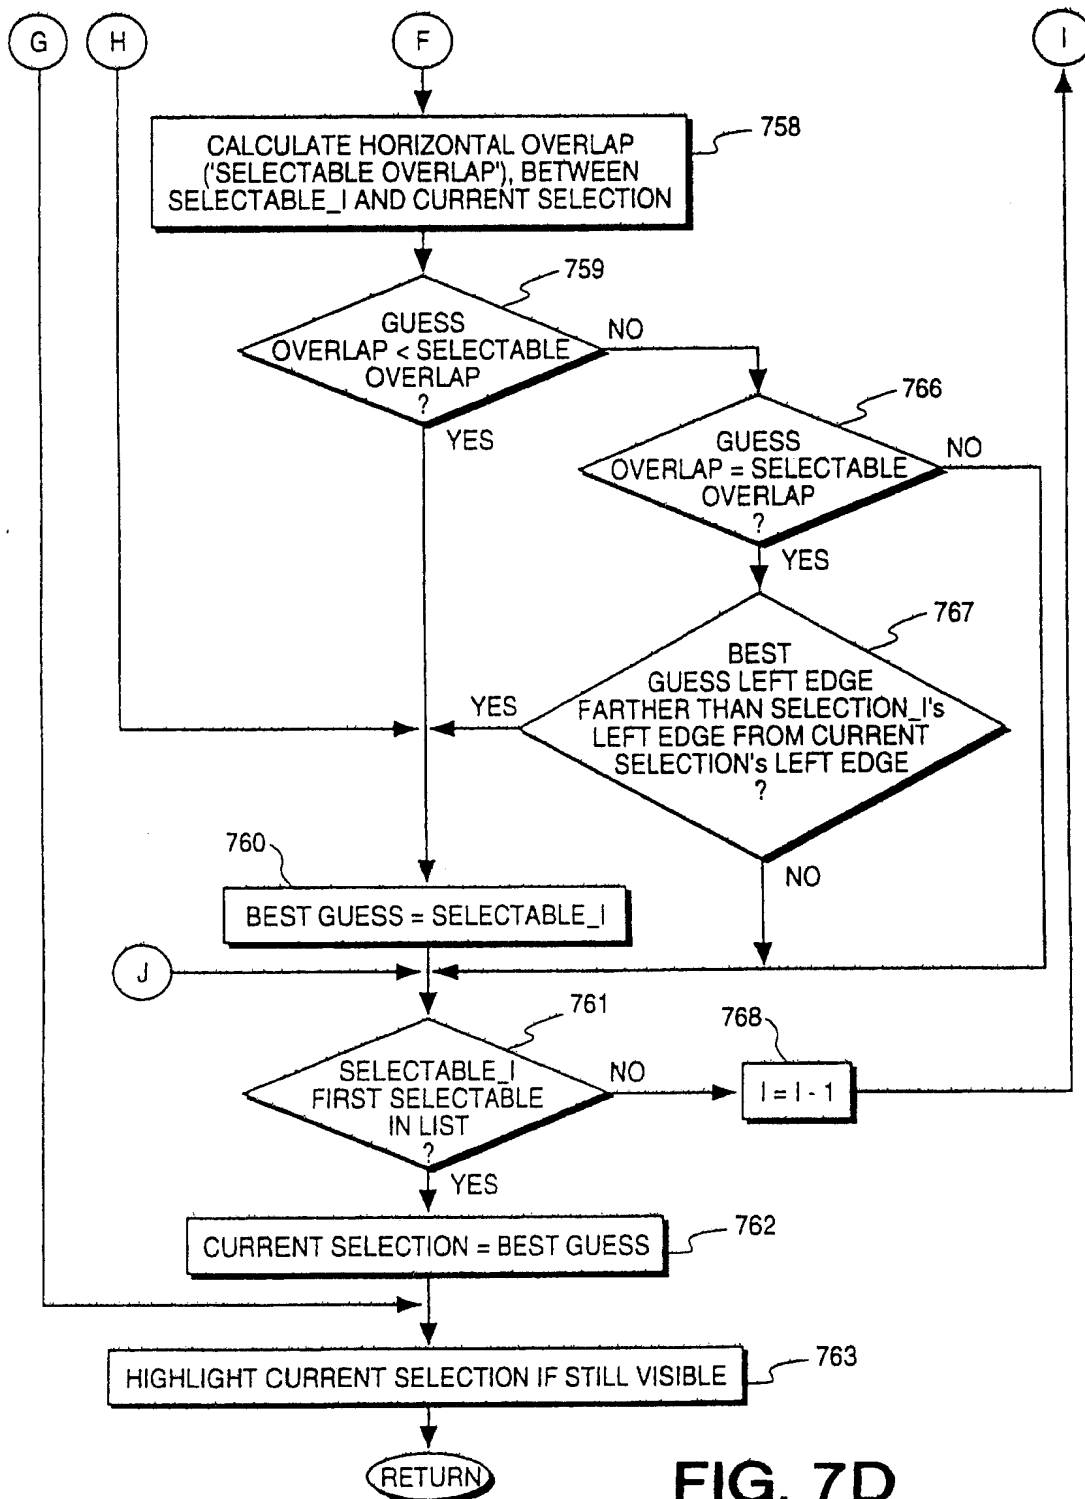 G
H
F
I
CALCULATE HORIZONTAL OVERLAP
('SELECTABLE OVERLAP'), BETWEEN
SELECTABLE_I AND CURRENT SELECTION
758
759
GUESS
OVERLAP < SELECTABLE
OVERLAP
?
NO
YES
766
GUESS
OVERLAP = SELECTABLE
OVERLAP
?
NO
YES
767
BEST
GUESS LEFT EDGE
FARTHER THAN SELECTION_I's
LEFT EDGE FROM CURRENT
SELECTION's LEFT EDGE
?
YES
NO
760
BEST GUESS = SELECTABLE_I
J
761
SELECTABLE_I
FIRST SELECTABLE
IN LIST
?
NO
768
I = I - 1
YES
CURRENT SELECTION = BEST GUESS
762
HIGHLIGHT CURRENT SELECTION IF STILL VISIBLE
763
RETURN
FIG. 7D